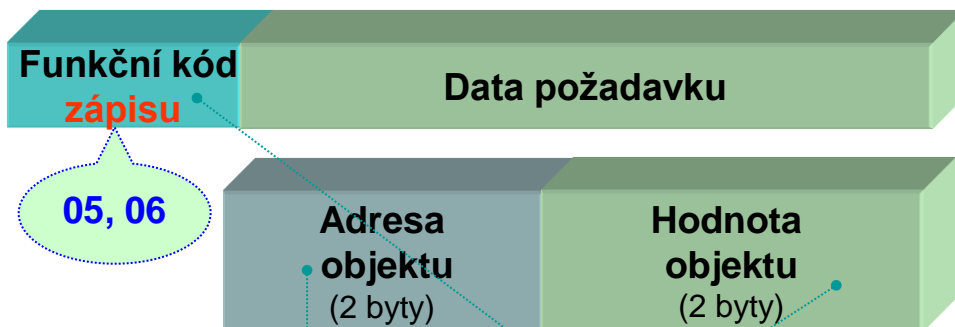 Funkční kód
zápisu
Data požadavku
05, 06
Adresa
objektu
(2 byty)
Hodnota
objektu
(2 byty)